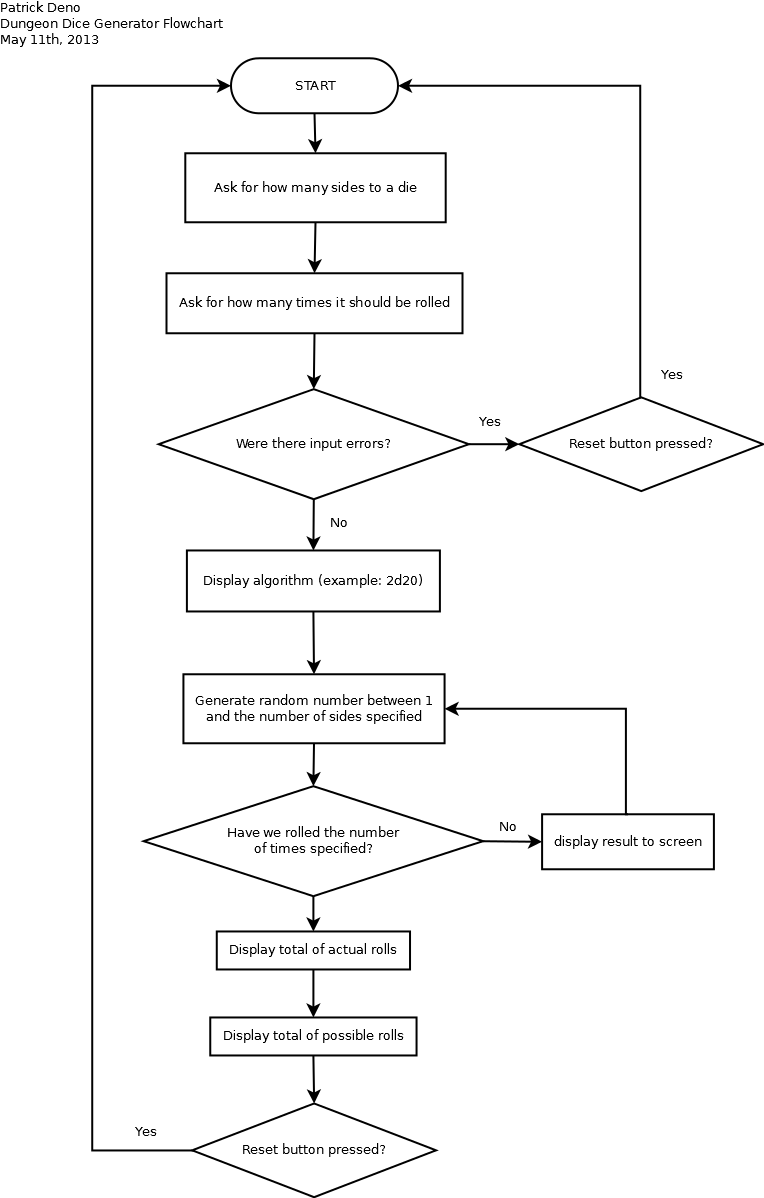 Patrick Deno
Dungeon Dice Generator Flowchart
May 11th, 2013
START
Ask for how many sides to a die
Ask for how many times it should be rolled
Yes
Were there input errors?
Yes
Reset button pressed?
No
Display algorithm (example: 2d20)
Generate random number between 1
and the number of sides specified
Have we rolled the number
of times specified?
No
display result to screen
Display total of actual rolls
Display total of possible rolls
Yes
Reset button pressed?